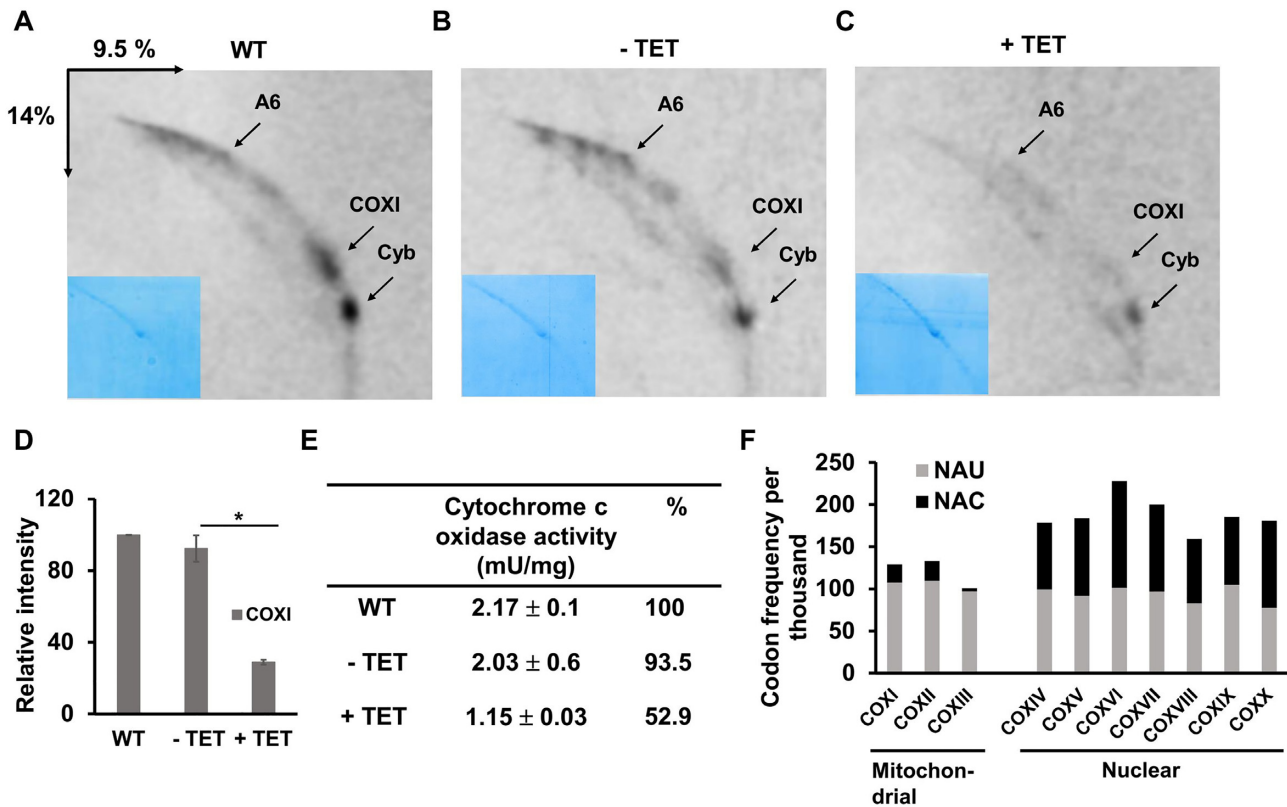 A
9.5 %
WT
14%
A6
COXI
Cyb
B
- TET
A6
COXI
Cyb
C
+ TET
A6
COXI
Cyb
D
Relative intensity
120
80
40
0
COXI
*
WT
- TET
+ TET
E
Cytochrome c
oxidase activity
(mU/mg)
%
WT
2.17 ± 0.1
100
- TET
2.03 ± 0.6
93.5
+ TET
1.15 ± 0.03
52.9
F
Codon frequency per
thousand
250
200
150
100
50
0
NAU
NAC
COXI
COXII
COXIII
COXIV
COXV
COXVI
COXVII
COXVIII
COXIX
COXX
Mitochon-
drial
Nuclear